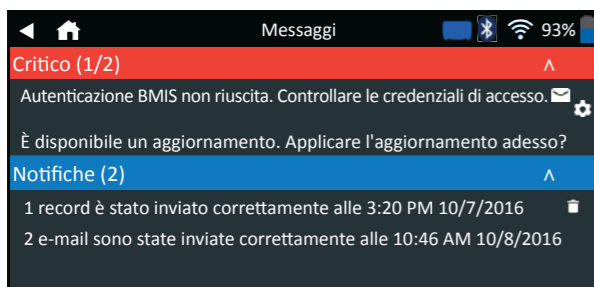 Messaggi
93%
Critico (1/2)
Autenticazione BMIS non riuscita. Controllare le credenziali di accesso.
È disponibile un aggiornamento. Applicare l'aggiornamento adesso?
Notifiche (2)
1 record è stato inviato correttamente alle 3:20 PM 10/7/2016
2 e-mail sono state inviate correttamente alle 10:46 AM 10/8/2016